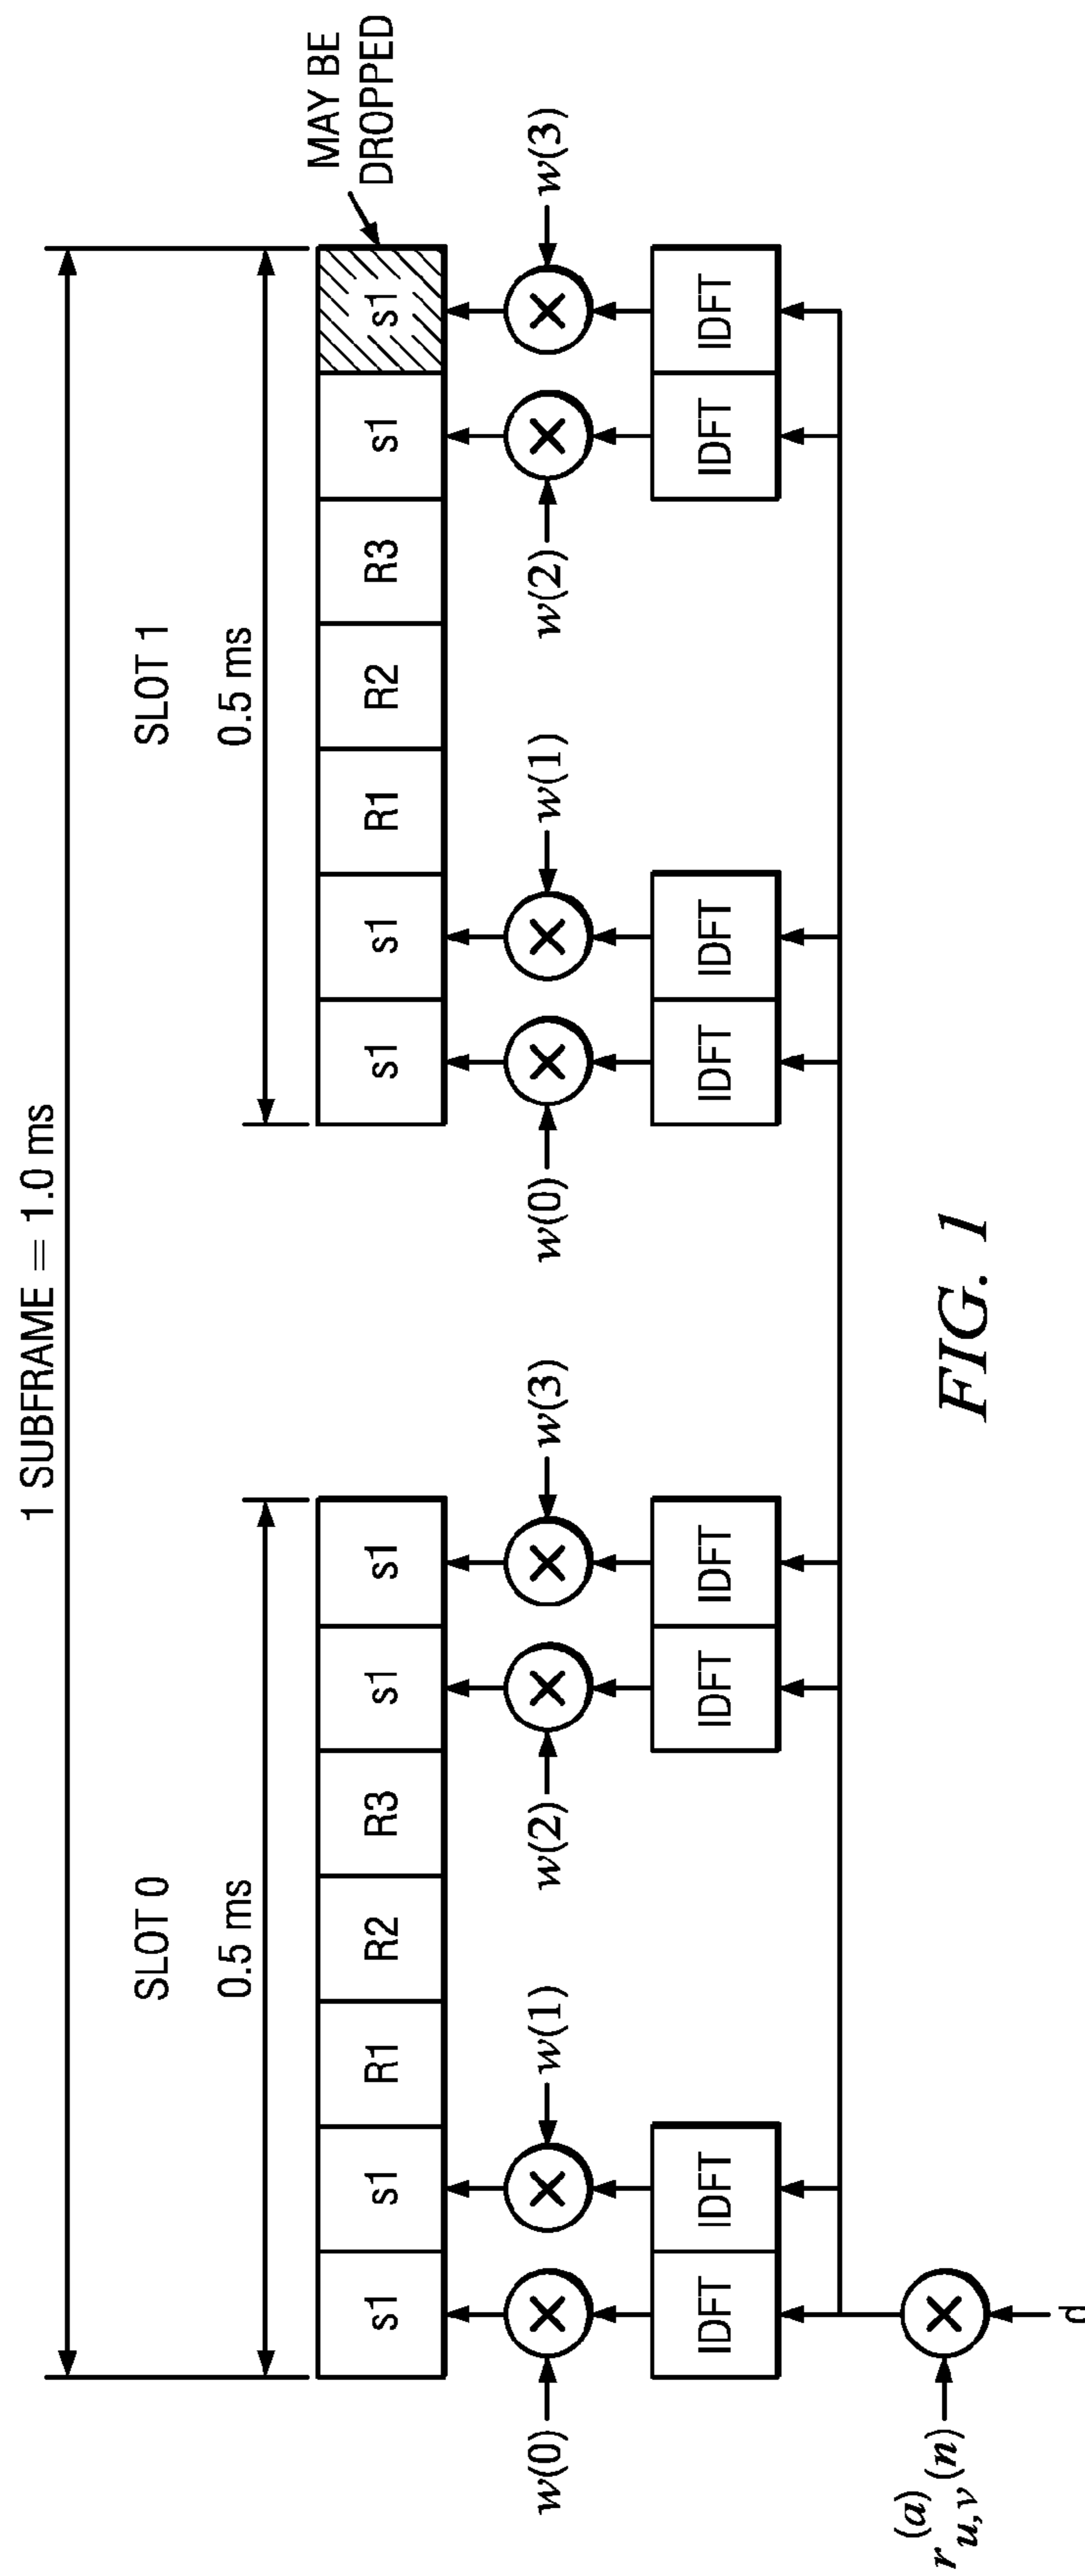 1 SUBFRAME = 1.0 ms
SLOT 0
SLOT 1
0.5 ms
0.5 ms
MAY BE
DROPPED
s1 s1 R1 R2 R3 s1 s1
s1 s1 R1 R2 R3 s1 s1
w(0) w(1) w(2) w(3)
w(0) w(1) w(2) w(3)
IDFT IDFT IDFT IDFT
IDFT IDFT IDFT IDFT
r_{u,v}^{(a)}(n)
d
FIG. 1